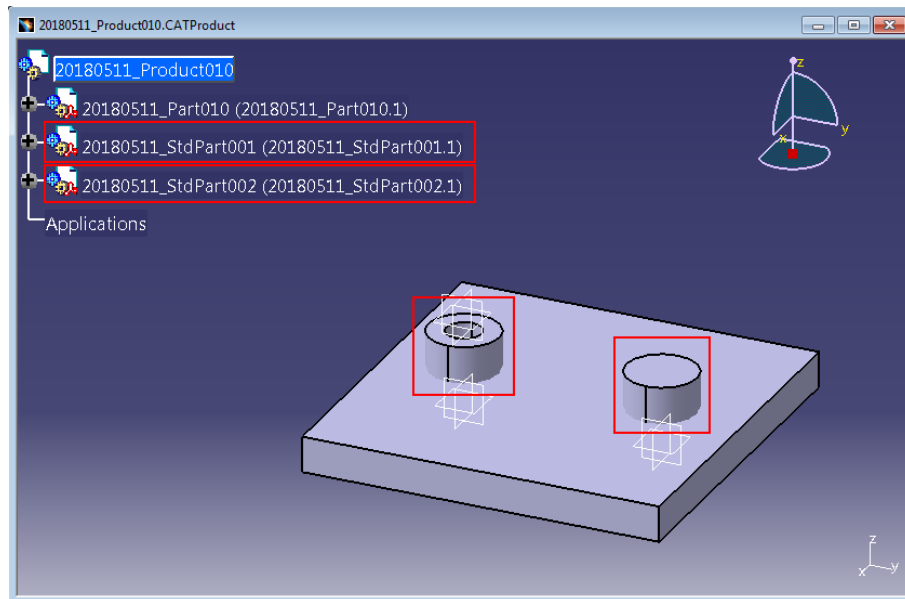 20180511_Product010.CATProduct
20180511_Product010
20180511_Part010 (20180511_Part010.1)
20180511_StdPart001 (20180511_StdPart001.1)
20180511_StdPart002 (20180511_StdPart002.1)
Applications
z
y
x
z
y
x